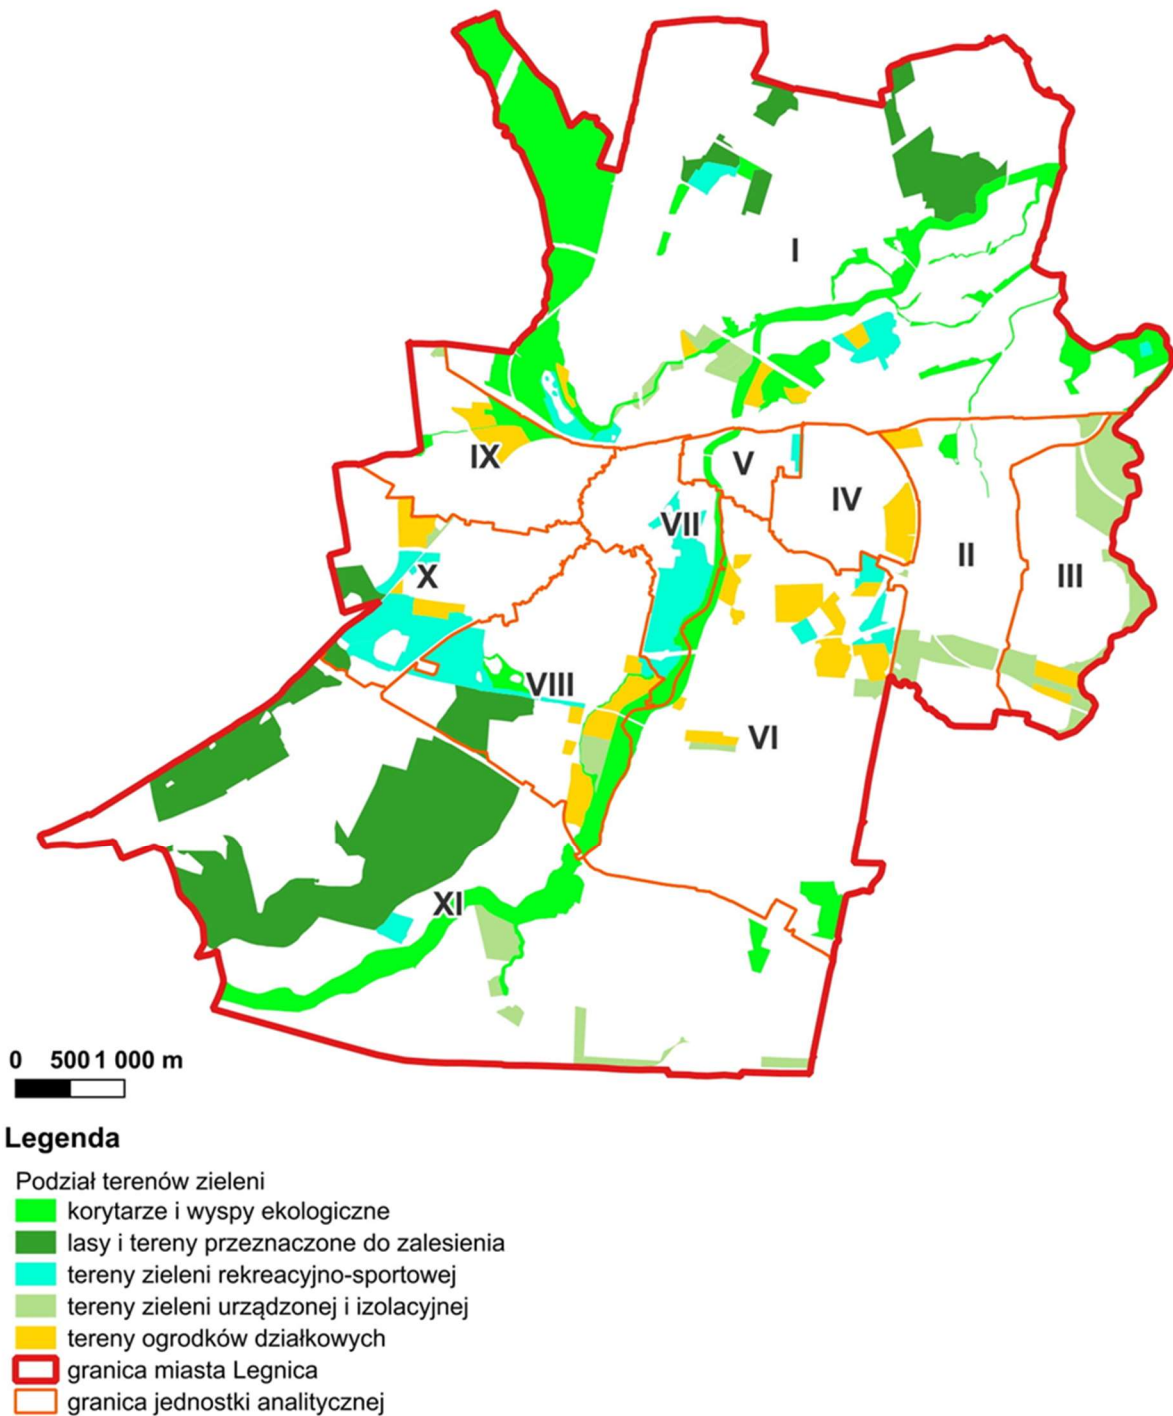 I
V
IX
IV
VII
II
X
III
VIII
VI
XI
0 500 1 000 m
Legenda
Podział terenów zieleni
korytarze i wyspy ekologiczne
lasy i tereny przeznaczone do zalesienia
tereny zieleni rekreacyjno-sportowej
tereny zieleni urządzonej i izolacyjnej
tereny ogrodków działkowych
granica miasta Legnica
granica jednostki analitycznej